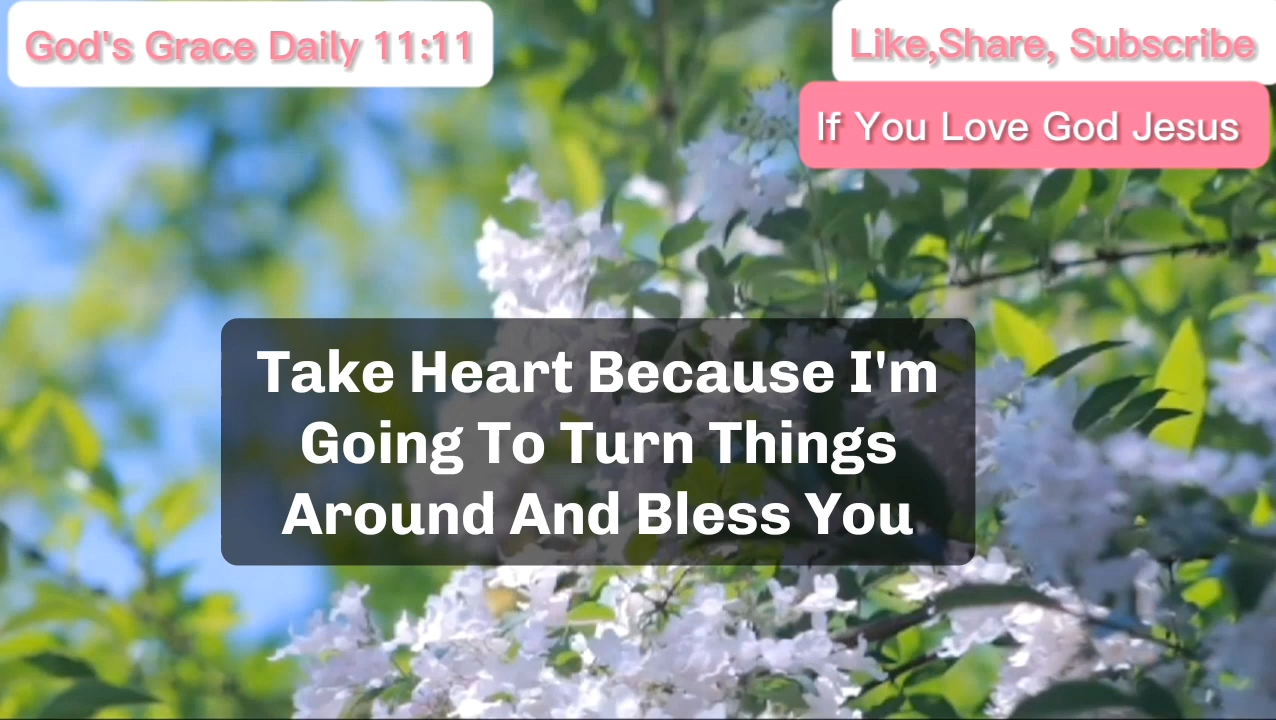 God's Grace Daily 11:11
Like,Share, Subscribe
If You Love God Jesus
Take Heart Because I'm
Going To Turn Things
Around And Bless You